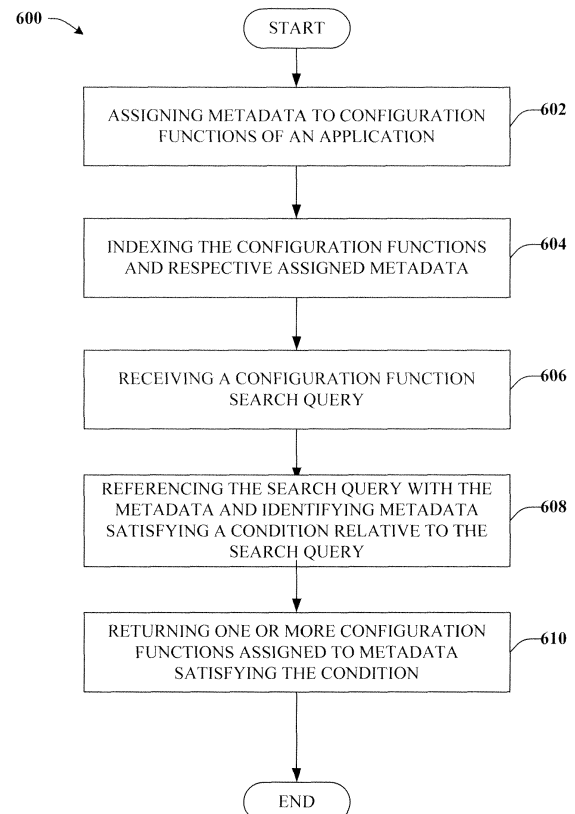 600
START
ASSIGNING METADATA TO CONFIGURATION
FUNCTIONS OF AN APPLICATION
602
INDEXING THE CONFIGURATION FUNCTIONS
AND RESPECTIVE ASSIGNED METADATA
604
RECEIVING A CONFIGURATION FUNCTION
SEARCH QUERY
606
REFERENCING THE SEARCH QUERY WITH THE
METADATA AND IDENTIFYING METADATA
SATISFYING A CONDITION RELATIVE TO THE
SEARCH QUERY
608
RETURNING ONE OR MORE CONFIGURATION
FUNCTIONS ASSIGNED TO METADATA
SATISFYING THE CONDITION
610
END